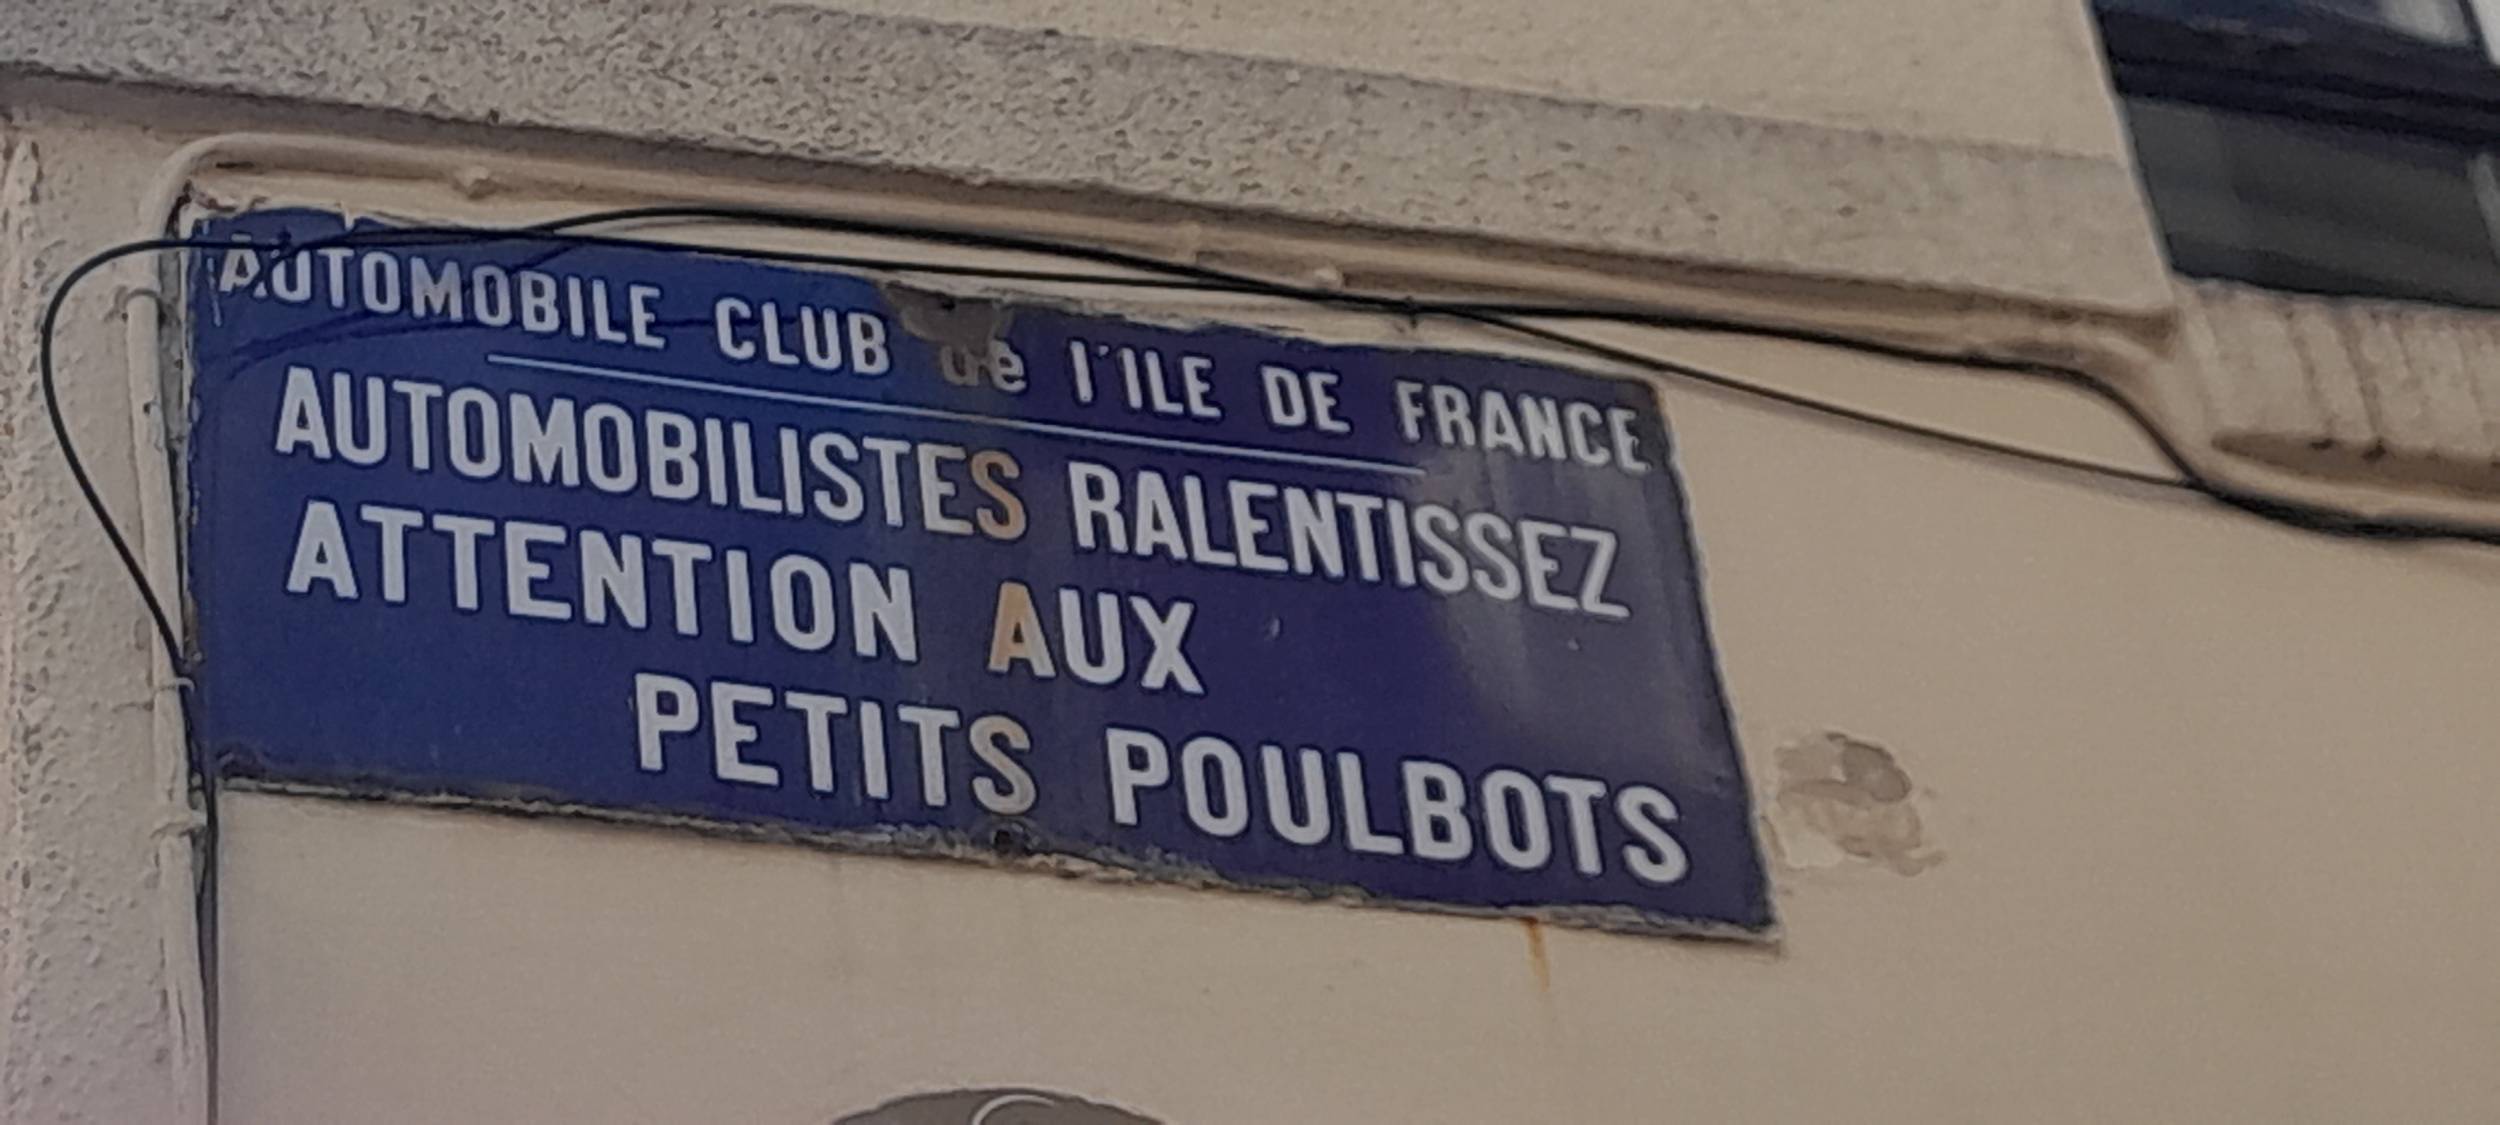 AUTOMOBILE CLUB de l'ILE DE FRANCE
AUTOMOBILISTES RALENTISSEZ
ATTENTION AUX
PETITS POULBOTS